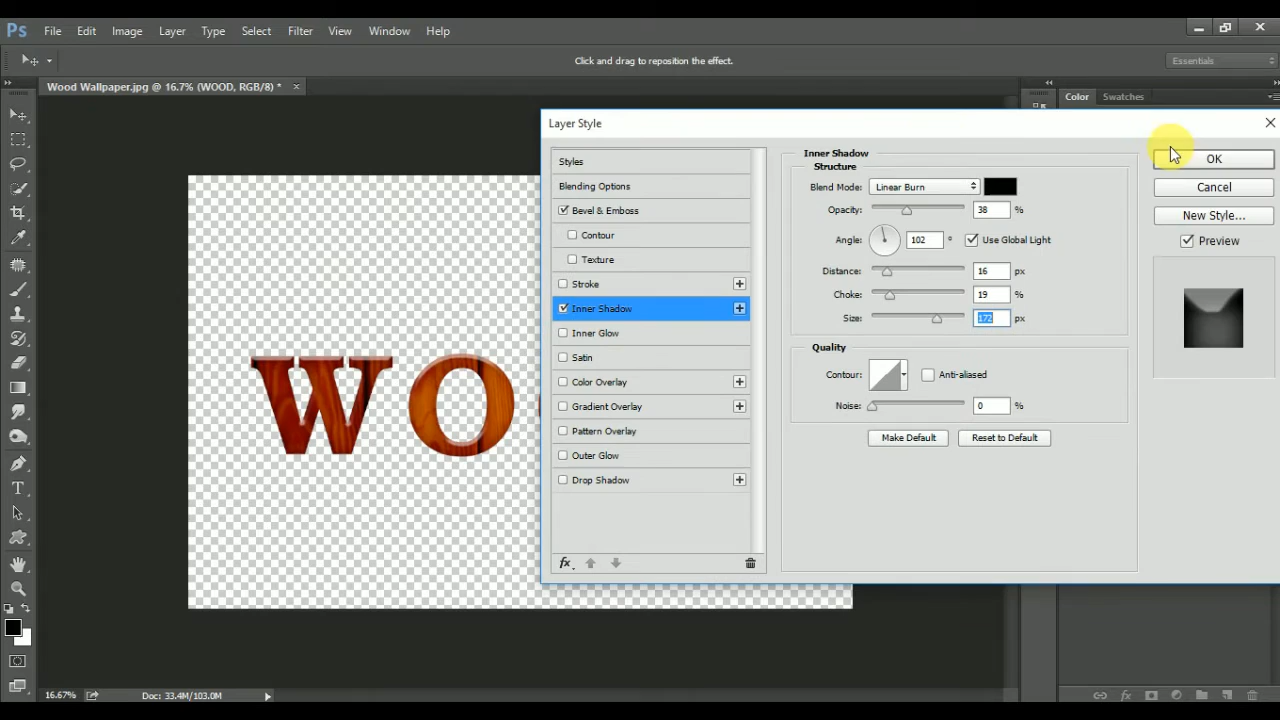 Ps File Edit Image Layer Type Select Filter View Window Help
Click and drag to reposition the effect.
Essentials
Wood Wallpaper.jpg @ 16.7% (WOOD, RGB/8) * ×
Color Swatches
Layer Style
Styles
Blending Options
Bevel & Emboss
Contour
Texture
Stroke
Inner Shadow
Inner Glow
Satin
Color Overlay
Gradient Overlay
Pattern Overlay
Outer Glow
Drop Shadow
fx
Inner Shadow
Structure
Blend Mode: Linear Burn
Opacity: 38 %
Angle: 102 ° Use Global Light
Distance: 16 px
Choke: 19 %
Size: 172 px
Quality
Contour: Anti-aliased
Noise: 0 %
Make Default Reset to Default
OK
Cancel
New Style...
Preview
WO
16.67% Doc: 33.4M/103.0M
fx